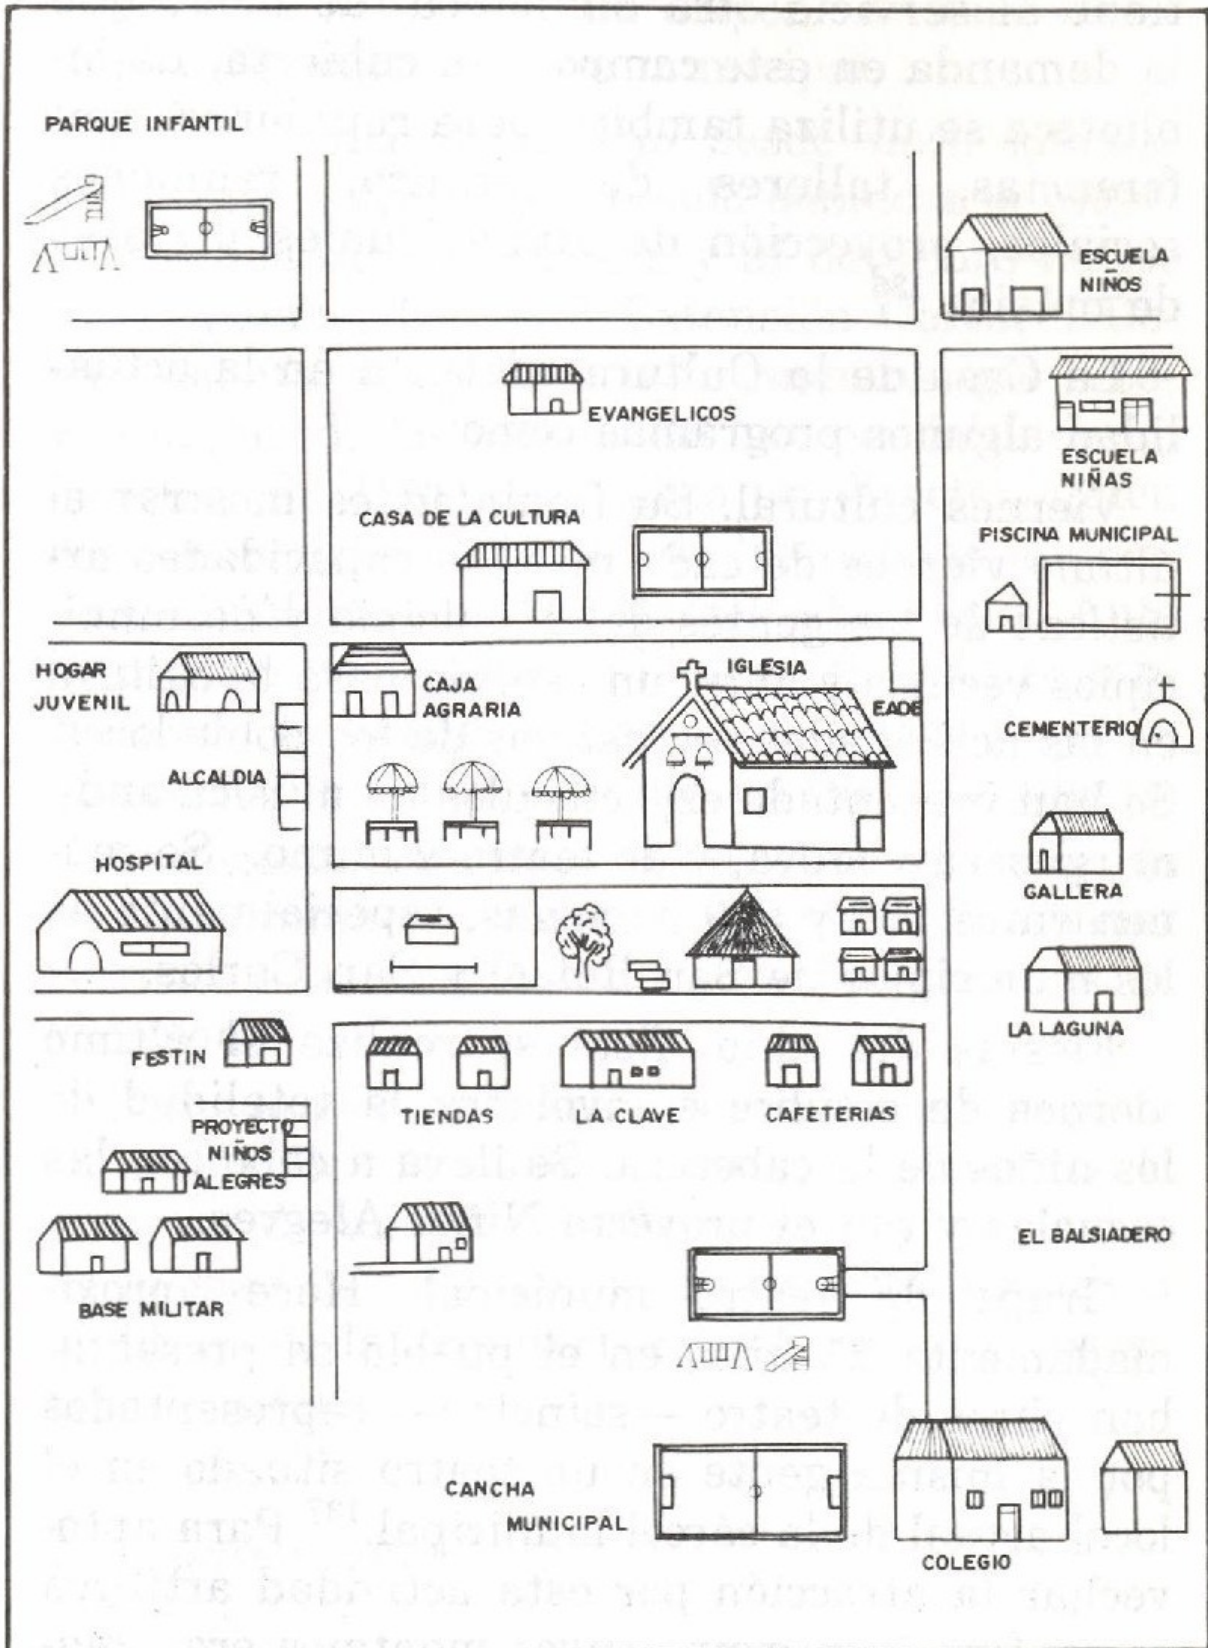 PARQUE INFANTIL
ESCUELA
NIÑOS
EVANGELICOS
ESCUELA
NIÑAS
CASA DE LA CULTURA
PISCINA MUNICIPAL
HOGAR
JUVENIL
CAJA
AGRARIA
IGLESIA
EADE
CEMENTERIO
ALCALDIA
HOSPITAL
GALLERA
LA LAGUNA
FESTIN
TIENDAS
LA CLAVE
CAFETERIAS
PROYECTO
NIÑOS
ALEGRES
EL BALSIADERO
BASE MILITAR
CANCHA
MUNICIPAL
COLEGIO